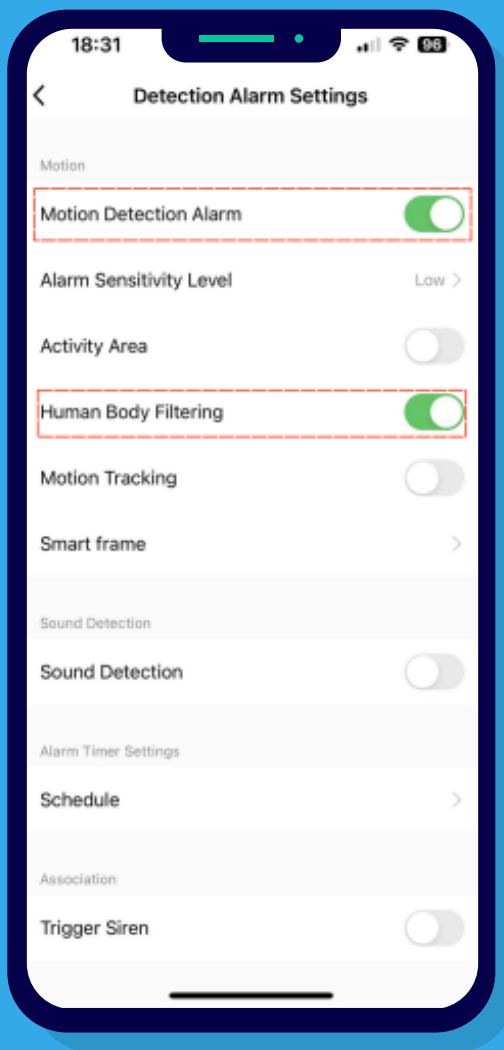 18:31
96
Detection Alarm Settings
Motion
Motion Detection Alarm
Alarm Sensitivity Level Low
Activity Area
Human Body Filtering
Motion Tracking
Smart frame
Sound Detection
Sound Detection
Alarm Timer Settings
Schedule
Association
Trigger Siren